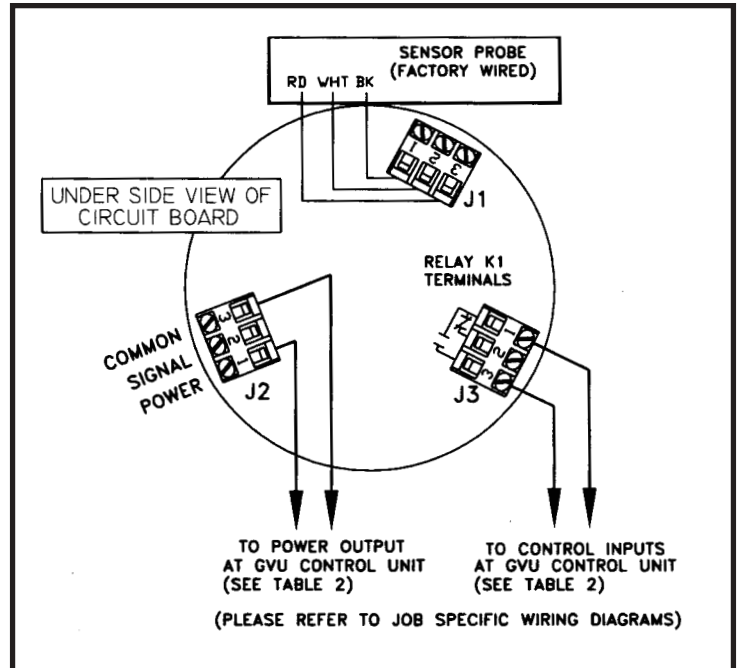 SENSOR PROBE
(FACTORY WIRED)
RD WHT BK
1 2 3
J1
UNDER SIDE VIEW OF
CIRCUIT BOARD
RELAY K1
TERMINALS
3 2 1
COMMON
SIGNAL
POWER
J2
1 2 3
J3
TO POWER OUTPUT
AT GVU CONTROL UNIT
(SEE TABLE 2)
TO CONTROL INPUTS
AT GVU CONTROL UNIT
(SEE TABLE 2)
(PLEASE REFER TO JOB SPECIFIC WIRING DIAGRAMS)